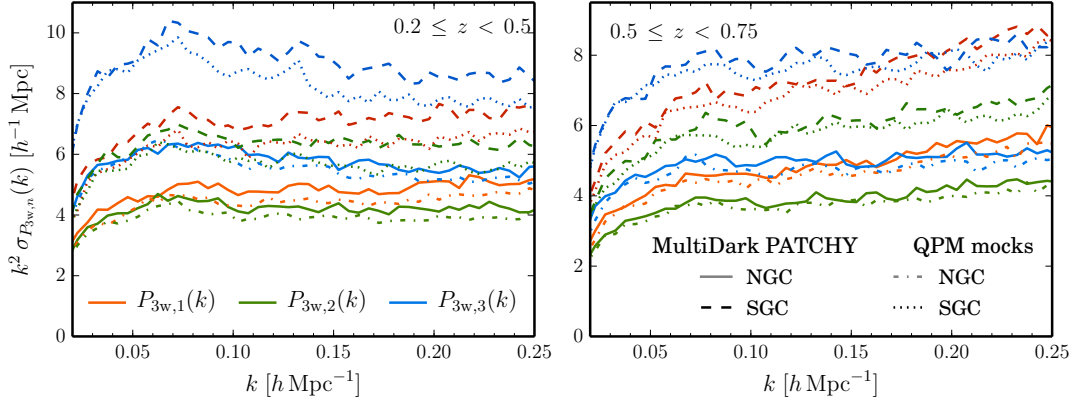 0.2 ≤ z < 0.5
10
8
6
4
2
0
k² σ_{P_{3w,n}}(k) [h⁻¹ Mpc]
P_{3w,1}(k) P_{3w,2}(k) P_{3w,3}(k)
0.05 0.10 0.15 0.20 0.25
k [h Mpc⁻¹]
0.5 ≤ z < 0.75
8
6
4
2
0
MultiDark PATCHY QPM mocks
NGC NGC
SGC SGC
0.05 0.10 0.15 0.20 0.25
k [h Mpc⁻¹]